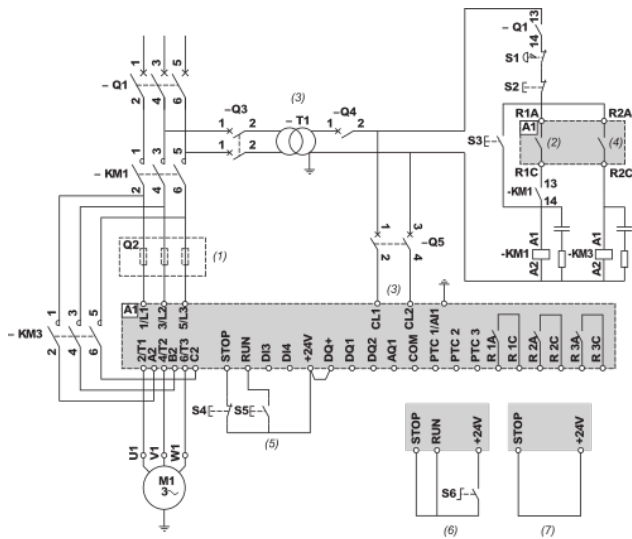 13
– Q1
14
S1
S2
R1A
R2A
A1
(2)
(4)
S3
R1C
R2C
13
-KM1
14
A1
A1
-KM1
-KM3
A2
A2
1
3
5
– Q1
2
4
6
–Q3
1
2
1
2
(3)
– T1
–Q4
1
2
1
3
5
– KM1
2
4
6
Q2
(1)
1
3
–Q5
2
4
(3)
A1
1/L1
3/L2
5/L3
CL1
CL2
PTC 1/AI1
1
3
5
– KM3
2
4
6
2/T1
A2
4/T2
B2
6/T3
C2
STOP
RUN
DI3
DI4
+24V
DQ+
DQ1
DQ2
AQ1
COM
PTC 2
PTC 3
R 1A
R 1C
R 2A
R 2C
R 3A
R 3C
S4
S5
(5)
U1
V1
W1
M1
3
STOP
RUN
+24V
S6
(6)
STOP
+24V
(7)